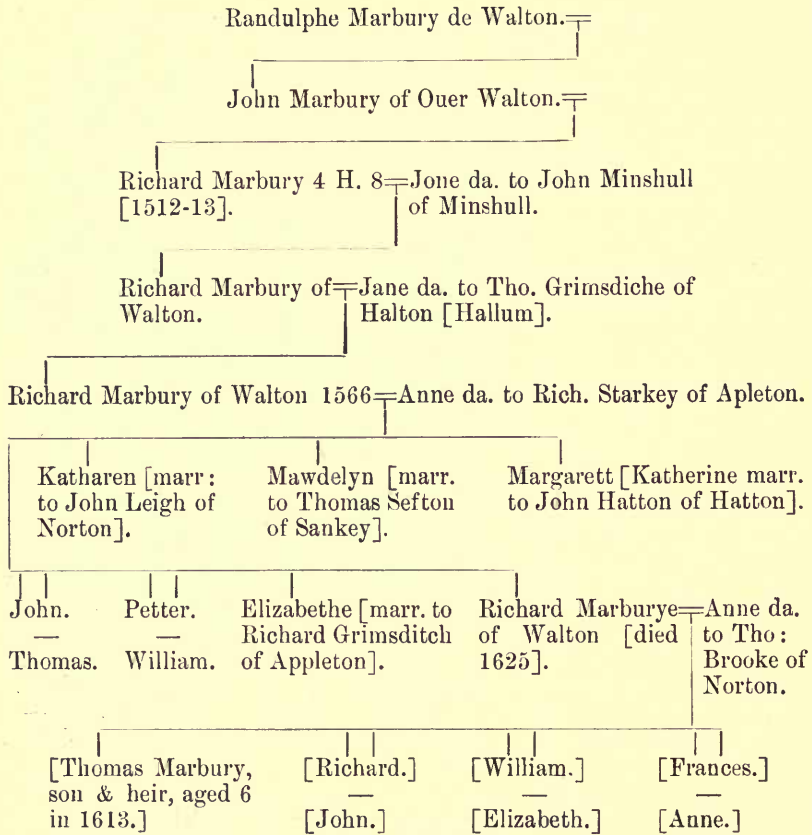 Randulphe Marbury de Walton.
John Marbury of Ouer Walton.
Richard Marbury 4 H. 8 Jone da. to John Minshull
[1512-13]. of Minshull.
Richard Marbury of Jane da. to Tho. Grimsdiche of
Walton. Halton [Hallum].
Richard Marbury of Walton 1566 Anne da. to Rich. Starkey of Apleton.
Katharen [marr:
to John Leigh of
Norton].
Mawdelyn [marr.
to Thomas Sefton
of Sankey].
Margarett [Katherine marr.
to John Hatton of Hatton].
John.
—
Thomas.
Petter.
—
William.
Elizabethe [marr. to
Richard Grimsditch
of Appleton].
Richard Marburye
of Walton [died
1625].
Anne da.
to Tho:
Brooke of
Norton.
[Thomas Marbury,
son & heir, aged 6
in 1613.]
[Richard.]
—
[John.]
[William.]
—
[Elizabeth.]
[Frances.]
—
[Anne.]